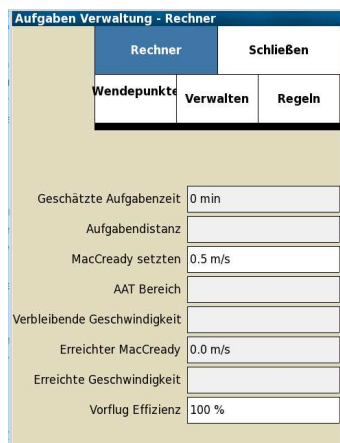 Aufgaben Verwaltung - Rechner
Rechner Schließen
Wendepunkte Verwalten Regeln
Geschätzte Aufgabenzeit 0 min
Aufgabendistanz
MacCready setzten 0.5 m/s
AAT Bereich
Verbleibende Geschwindigkeit
Erreichter MacCready 0.0 m/s
Erreichte Geschwindigkeit
Vorflug Effizienz 100 %